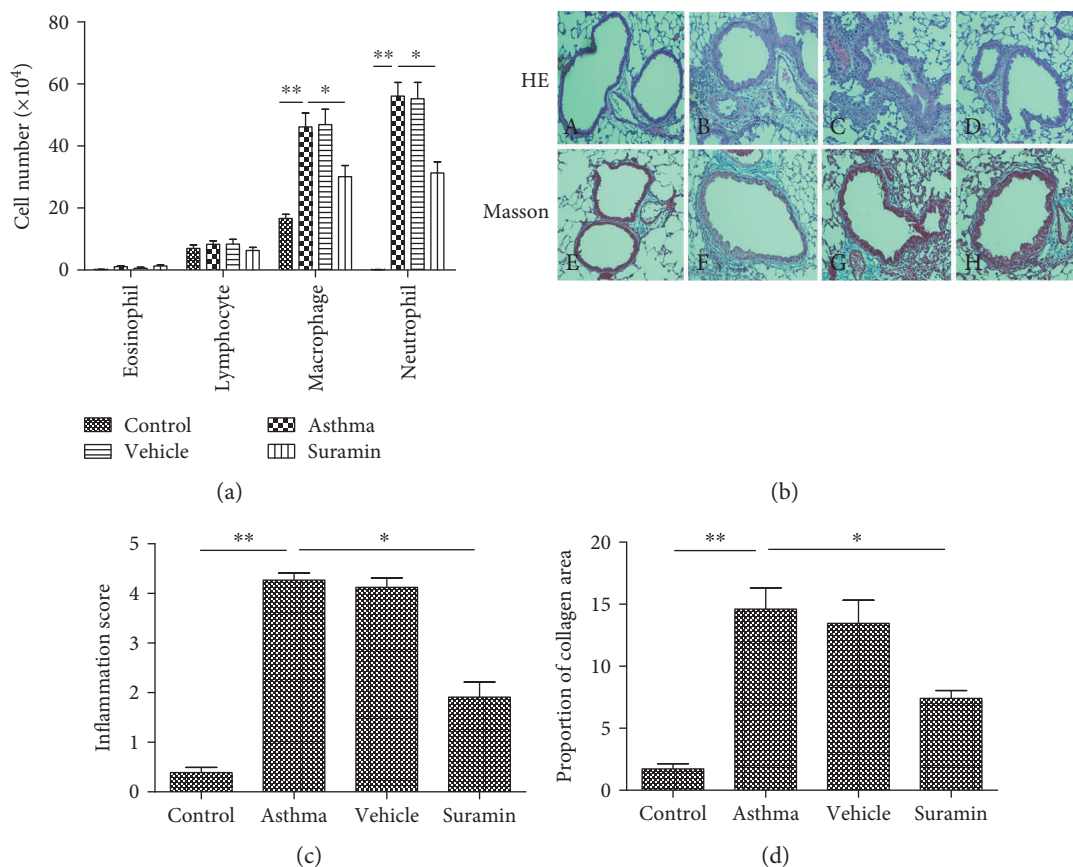 80
60
40
20
0
Cell number (×10⁴)
** * ** *
Eosinophil
Lymphocyte
Macrophage
Neutrophil
Control Asthma
Vehicle Suramin
(a)
HE
A B C D
Masson
E F G H
(b)
5
4
3
2
1
0
Inflammation score
** *
Control Asthma Vehicle Suramin
(c)
20
15
10
5
0
Proportion of collagen area
** *
Control Asthma Vehicle Suramin
(d)